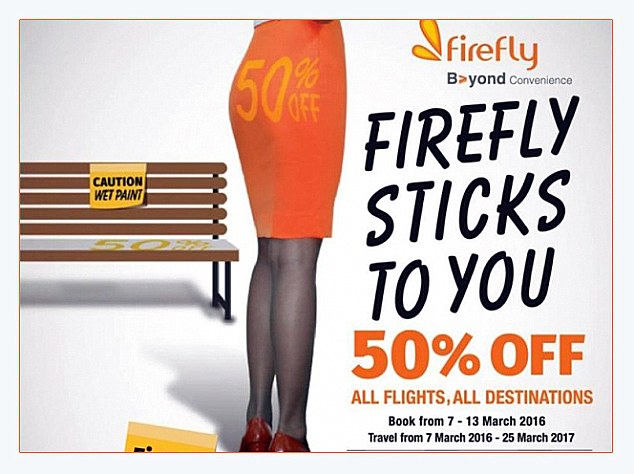 firefly
Beyond Convenience
50%
OFF
FIREFLY
STICKS
TO YOU
CAUTION
WET PAINT
50%
OFF
50% OFF
ALL FLIGHTS, ALL DESTINATIONS
Book from 7 - 13 March 2016
Travel from 7 March 2016 - 25 March 2017